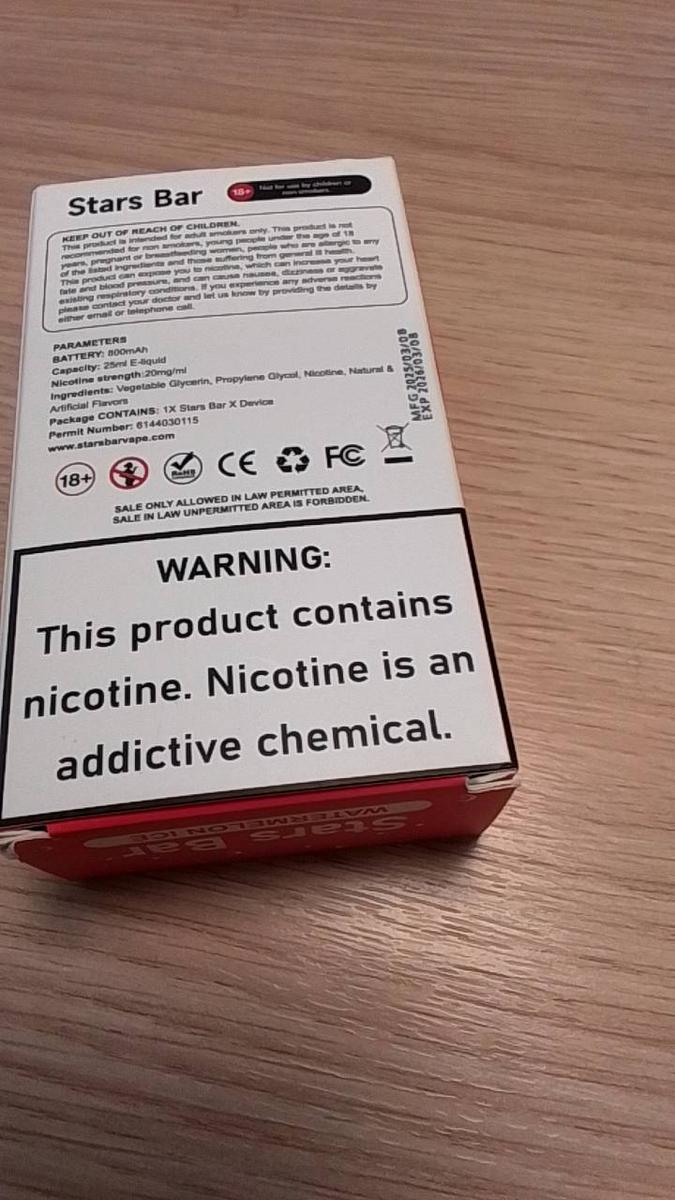 Stars Bar
18+
Not for use by children or
non smokers.
KEEP OUT OF REACH OF CHILDREN.
This product is intended for adult smokers only. This product is not
recommended for non smokers, young people under the age of 18
years, pregnant or breastfeeding women, people who are allergic to any
of the listed ingredients and those suffering from general ill health.
This product can expose you to nicotine, which can increase your heart
rate and blood pressure, and can cause nausea, dizziness or aggravate
existing respiratory conditions. If you experience any adverse reactions
please contact your doctor and let us know by providing the details by
either email or telephone call.
PARAMETERS
BATTERY: 800mAh
Capacity: 25ml E-liquid
Nicotine strength:20mg/ml
Ingredients: Vegetable Glycerin, Propylene Glycol, Nicotine, Natural &
Artificial Flavors
Package CONTAINS: 1X Stars Bar X Device
Permit Number: 6144030115
www.starsbarvape.com
MFG 2025/03/08
EXP 2026/03/08
18+
RoHS
CE
FC
SALE ONLY ALLOWED IN LAW PERMITTED AREA,
SALE IN LAW UNPERMITTED AREA IS FORBIDDEN.
WARNING:
This product contains
nicotine. Nicotine is an
addictive chemical.
Stars Bar
WATERMELON ICE